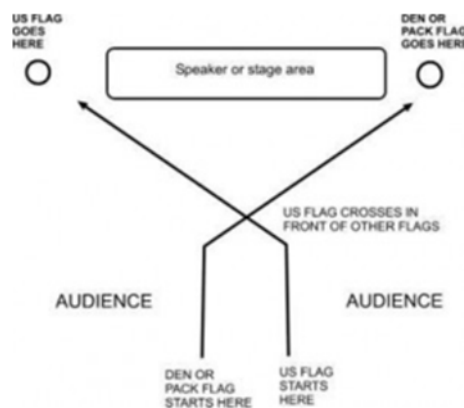 US FLAG
GOES
HERE
DEN OR
PACK FLAG
GOES HERE
Speaker or stage area
US FLAG CROSSES IN
FRONT OF OTHER FLAGS
AUDIENCE
AUDIENCE
DEN OR
PACK FLAG
STARTS HERE
US FLAG
STARTS
HERE